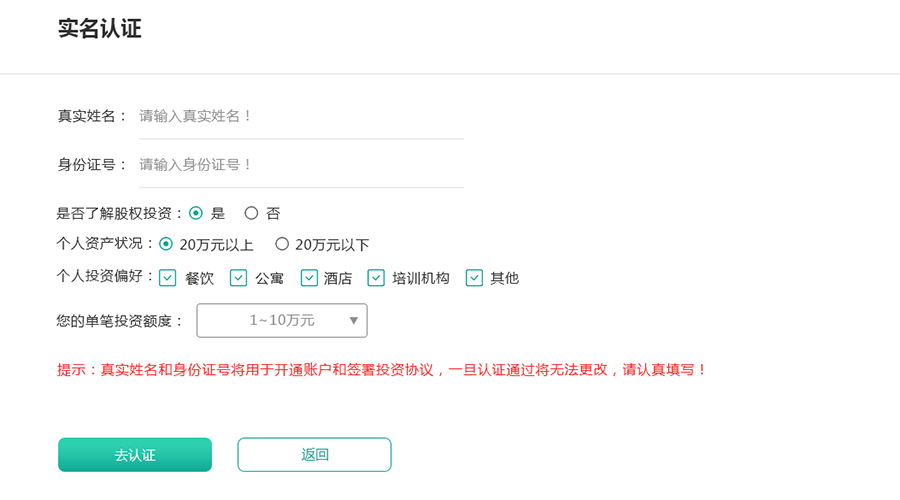 实名认证
真实姓名： 请输入真实姓名！
身份证号： 请输入身份证号！
是否了解股权投资： 是 否
个人资产状况： 20万元以上 20万元以下
个人投资偏好： 餐饮 公寓 酒店 培训机构 其他
您的单笔投资额度： 1~10万元
提示：真实姓名和身份证号将用于开通账户和签署投资协议，一旦认证通过将无法更改，请认真填写！
去认证 返回